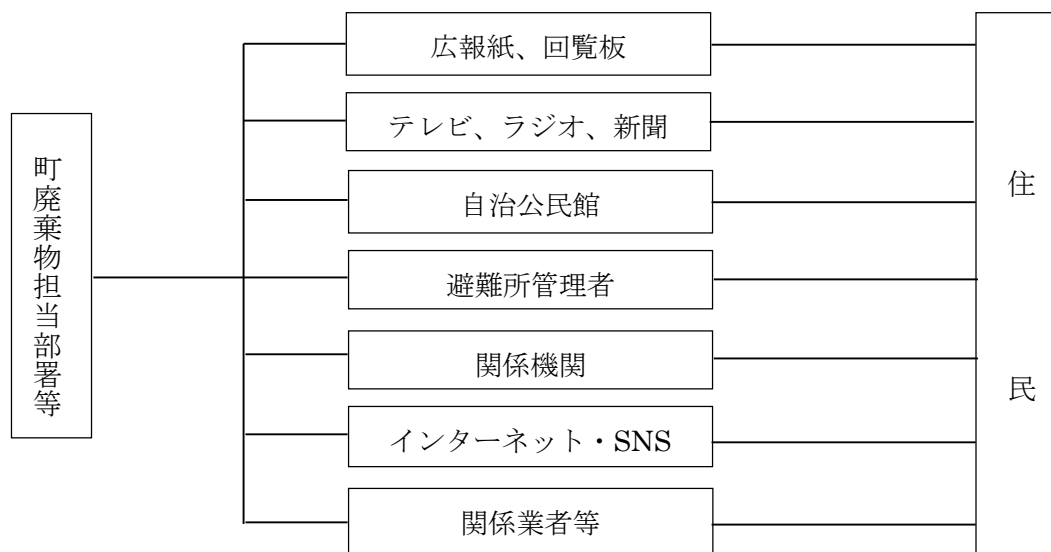 町廃棄物担当部署等
広報紙、回覧板
テレビ、ラジオ、新聞
自治公民館
避難所管理者
関係機関
インターネット・SNS
関係業者等
住民